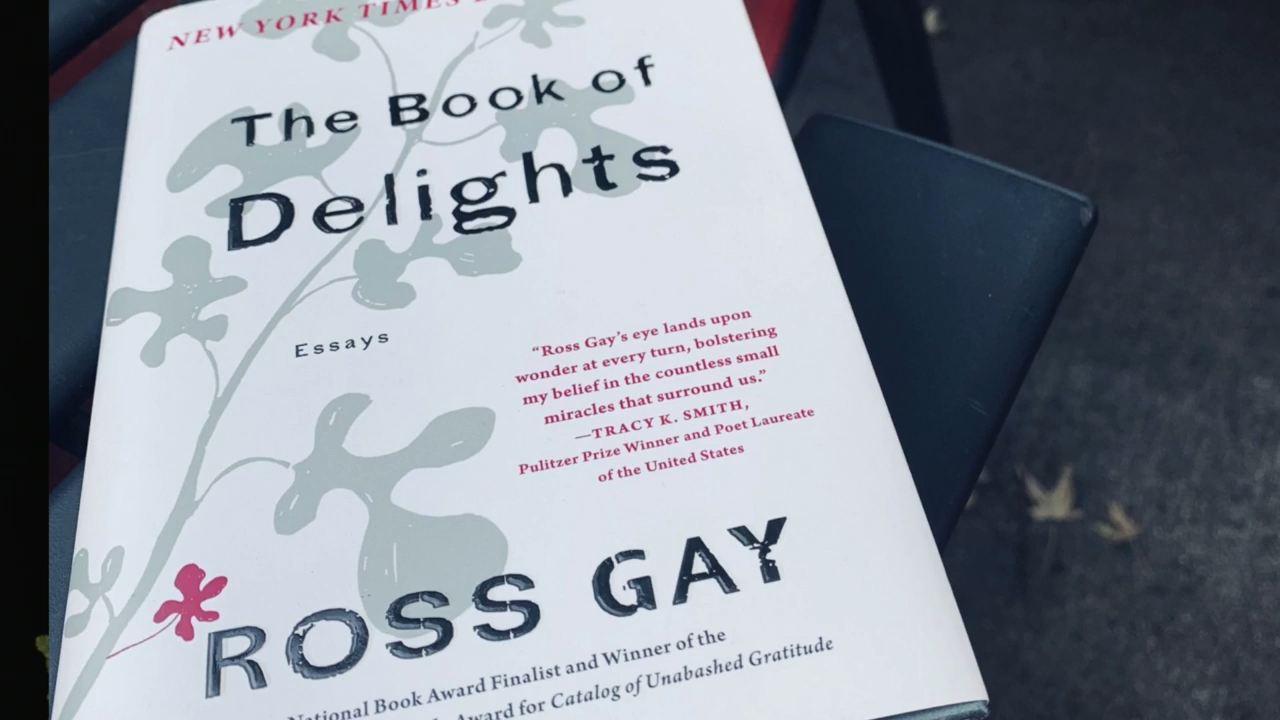 NEW YORK TIMES
The Book of
Delights
Essays
“Ross Gay’s eye lands upon
wonder at every turn, bolstering
my belief in the countless small
miracles that surround us.”
—TRACY K. SMITH,
Pulitzer Prize Winner and Poet Laureate
of the United States
ROSS GAY
National Book Award Finalist and Winner of the
Award for Catalog of Unabashed Gratitude